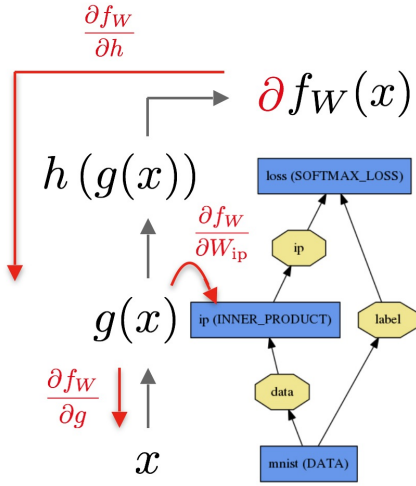 ∂f_W
∂h
∂f_W(x)
h (g(x))
loss (SOFTMAX_LOSS)
∂f_W
∂W_ip
ip
g(x)
ip (INNER_PRODUCT)
label
∂f_W
∂g
data
x
mnist (DATA)